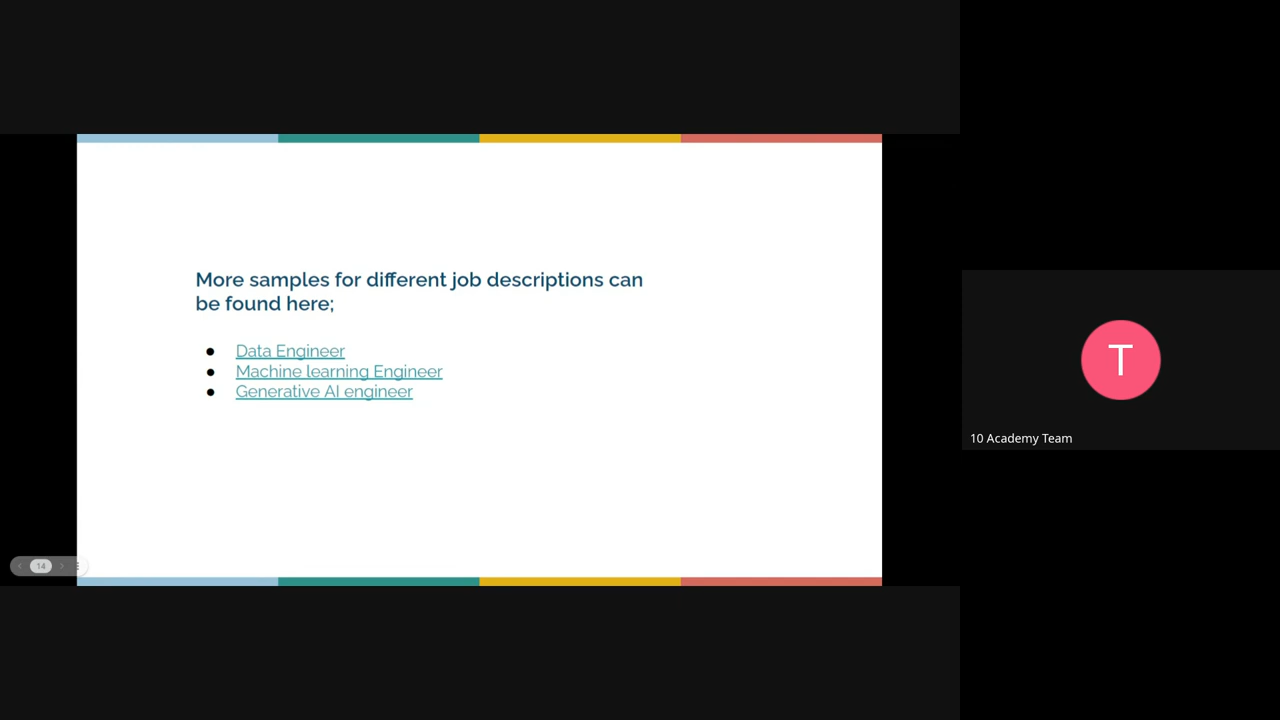 More samples for different job descriptions can
be found here;
● Data Engineer
● Machine learning Engineer
● Generative AI engineer
14
T
10 Academy Team